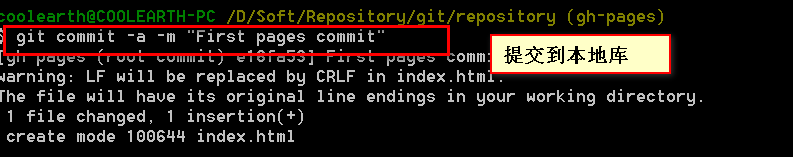 coolearth@COOLEARTH-PC /D/Soft/Repository/git/repository (gh-pages)
$ git commit -a -m "First pages commit"
提交到本地库
[gh-pages (root-commit) e18fa53] First pages comm
warning: LF will be replaced by CRLF in index.html.
The file will have its original line endings in your working directory.
1 file changed, 1 insertion(+)
create mode 100644 index.html